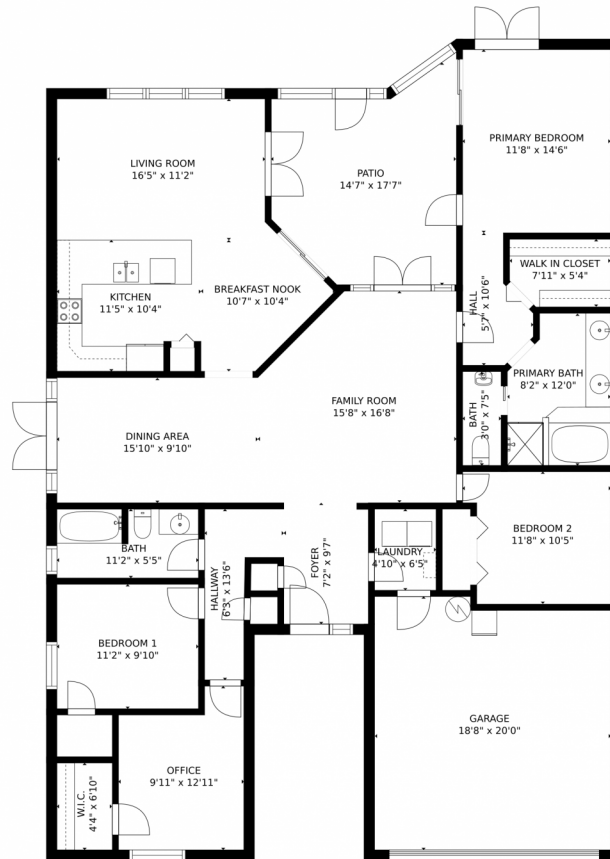 PRIMARY BEDROOM
11'8" x 14'6"
LIVING ROOM
16'5" x 11'2"
PATIO
14'7" x 17'7"
WALK IN CLOSET
7'11" x 5'4"
BREAKFAST NOOK
10'7" x 10'4"
KITCHEN
11'5" x 10'4"
HALL
5'7" x 10'6"
PRIMARY BATH
8'2" x 12'0"
FAMILY ROOM
15'8" x 16'8"
BATH
3'0" x 7'5"
DINING AREA
15'10" x 9'10"
BEDROOM 2
11'8" x 10'5"
BATH
11'2" x 5'5"
LAUNDRY
4'10" x 6'5"
FOYER
7'2" x 9'7"
HALLWAY
6'3" x 13'6"
BEDROOM 1
11'2" x 9'10"
GARAGE
18'8" x 20'0"
OFFICE
9'11" x 12'11"
W.I.C.
4'4" x 6'10"